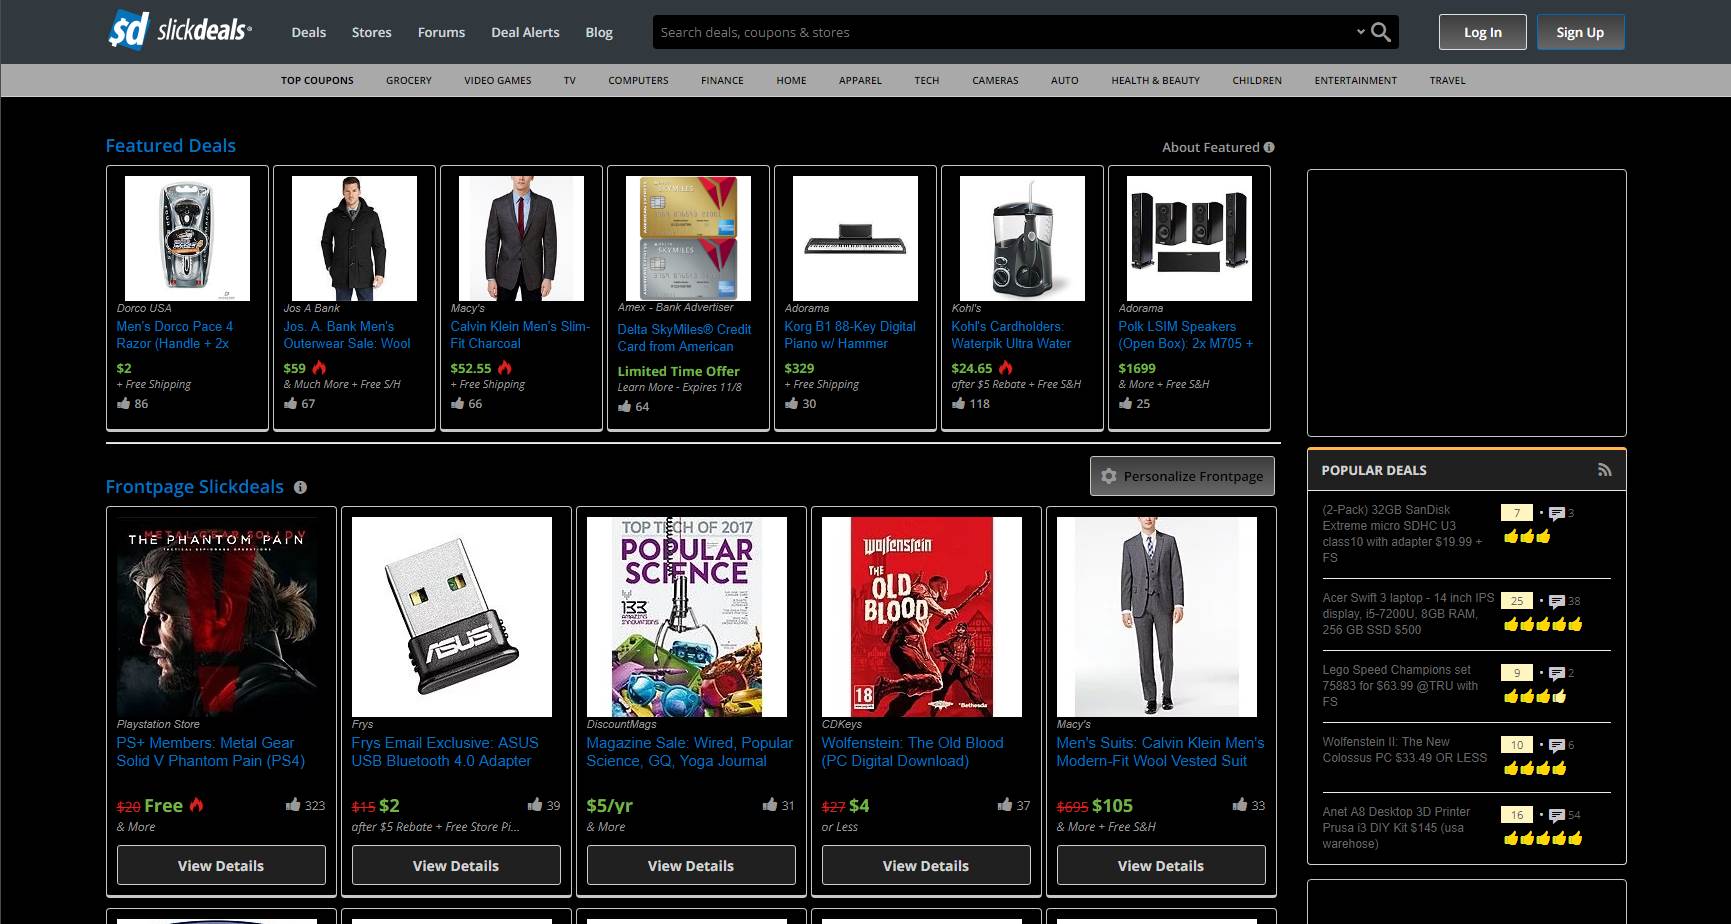 slickdeals
Deals
Stores
Forums
Deal Alerts
Blog
Search deals, coupons & stores
Log In
Sign Up
TOP COUPONS
GROCERY
VIDEO GAMES
TV
COMPUTERS
FINANCE
HOME
APPAREL
TECH
CAMERAS
AUTO
HEALTH & BEAUTY
CHILDREN
ENTERTAINMENT
TRAVEL
Featured Deals
About Featured
Dorco USA
Men's Dorco Pace 4
Razor (Handle + 2x
$2
+ Free Shipping
86
Jos A Bank
Jos. A. Bank Men's
Outerwear Sale: Wool
$59
& Much More + Free S/H
67
Macy's
Calvin Klein Men's Slim-
Fit Charcoal
$52.55
+ Free Shipping
66
SKYMILES
SKYMILES
Amex - Bank Advertiser
Delta SkyMiles® Credit
Card from American
Limited Time Offer
Learn More - Expires 11/8
64
Adorama
Korg B1 88-Key Digital
Piano w/ Hammer
$329
+ Free Shipping
30
Kohl's
Kohl's Cardholders:
Waterpik Ultra Water
$24.65
after $5 Rebate + Free S&H
118
Adorama
Polk LSIM Speakers
(Open Box): 2x M705 +
$1699
& More + Free S&H
25
Frontpage Slickdeals
Personalize Frontpage
METAL GEAR SOLID V
THE PHANTOM PAIN
TACTICAL ESPIONAGE OPERATIONS
Playstation Store
PS+ Members: Metal Gear
Solid V Phantom Pain (PS4)
$20 Free
323
& More
View Details
ASUS
Frys
Frys Email Exclusive: ASUS
USB Bluetooth 4.0 Adapter
$15 $2
39
after $5 Rebate + Free Store Pi...
View Details
TOP TECH OF 2017
POPULAR
SCIENCE
133
AMAZING
INNOVATIONS
DiscountMags
Magazine Sale: Wired, Popular
Science, GQ, Yoga Journal
$5/yr
31
& More
View Details
Wolfenstein
THE
OLD
BLOOD
18
Bethesda
CDKeys
Wolfenstein: The Old Blood
(PC Digital Download)
$27 $4
37
or Less
View Details
Macy's
Men's Suits: Calvin Klein Men's
Modern-Fit Wool Vested Suit
$695 $105
33
& More + Free S&H
View Details
POPULAR DEALS
(2-Pack) 32GB SanDisk
Extreme micro SDHC U3
class10 with adapter $19.99 +
FS
7
3
Acer Swift 3 laptop - 14 inch IPS
display, i5-7200U, 8GB RAM,
256 GB SSD $500
25
38
Lego Speed Champions set
75883 for $63.99 @TRU with
FS
9
2
Wolfenstein II: The New
Colossus PC $33.49 OR LESS
10
6
Anet A8 Desktop 3D Printer
Prusa i3 DIY Kit $145 (usa
warehose)
16
54